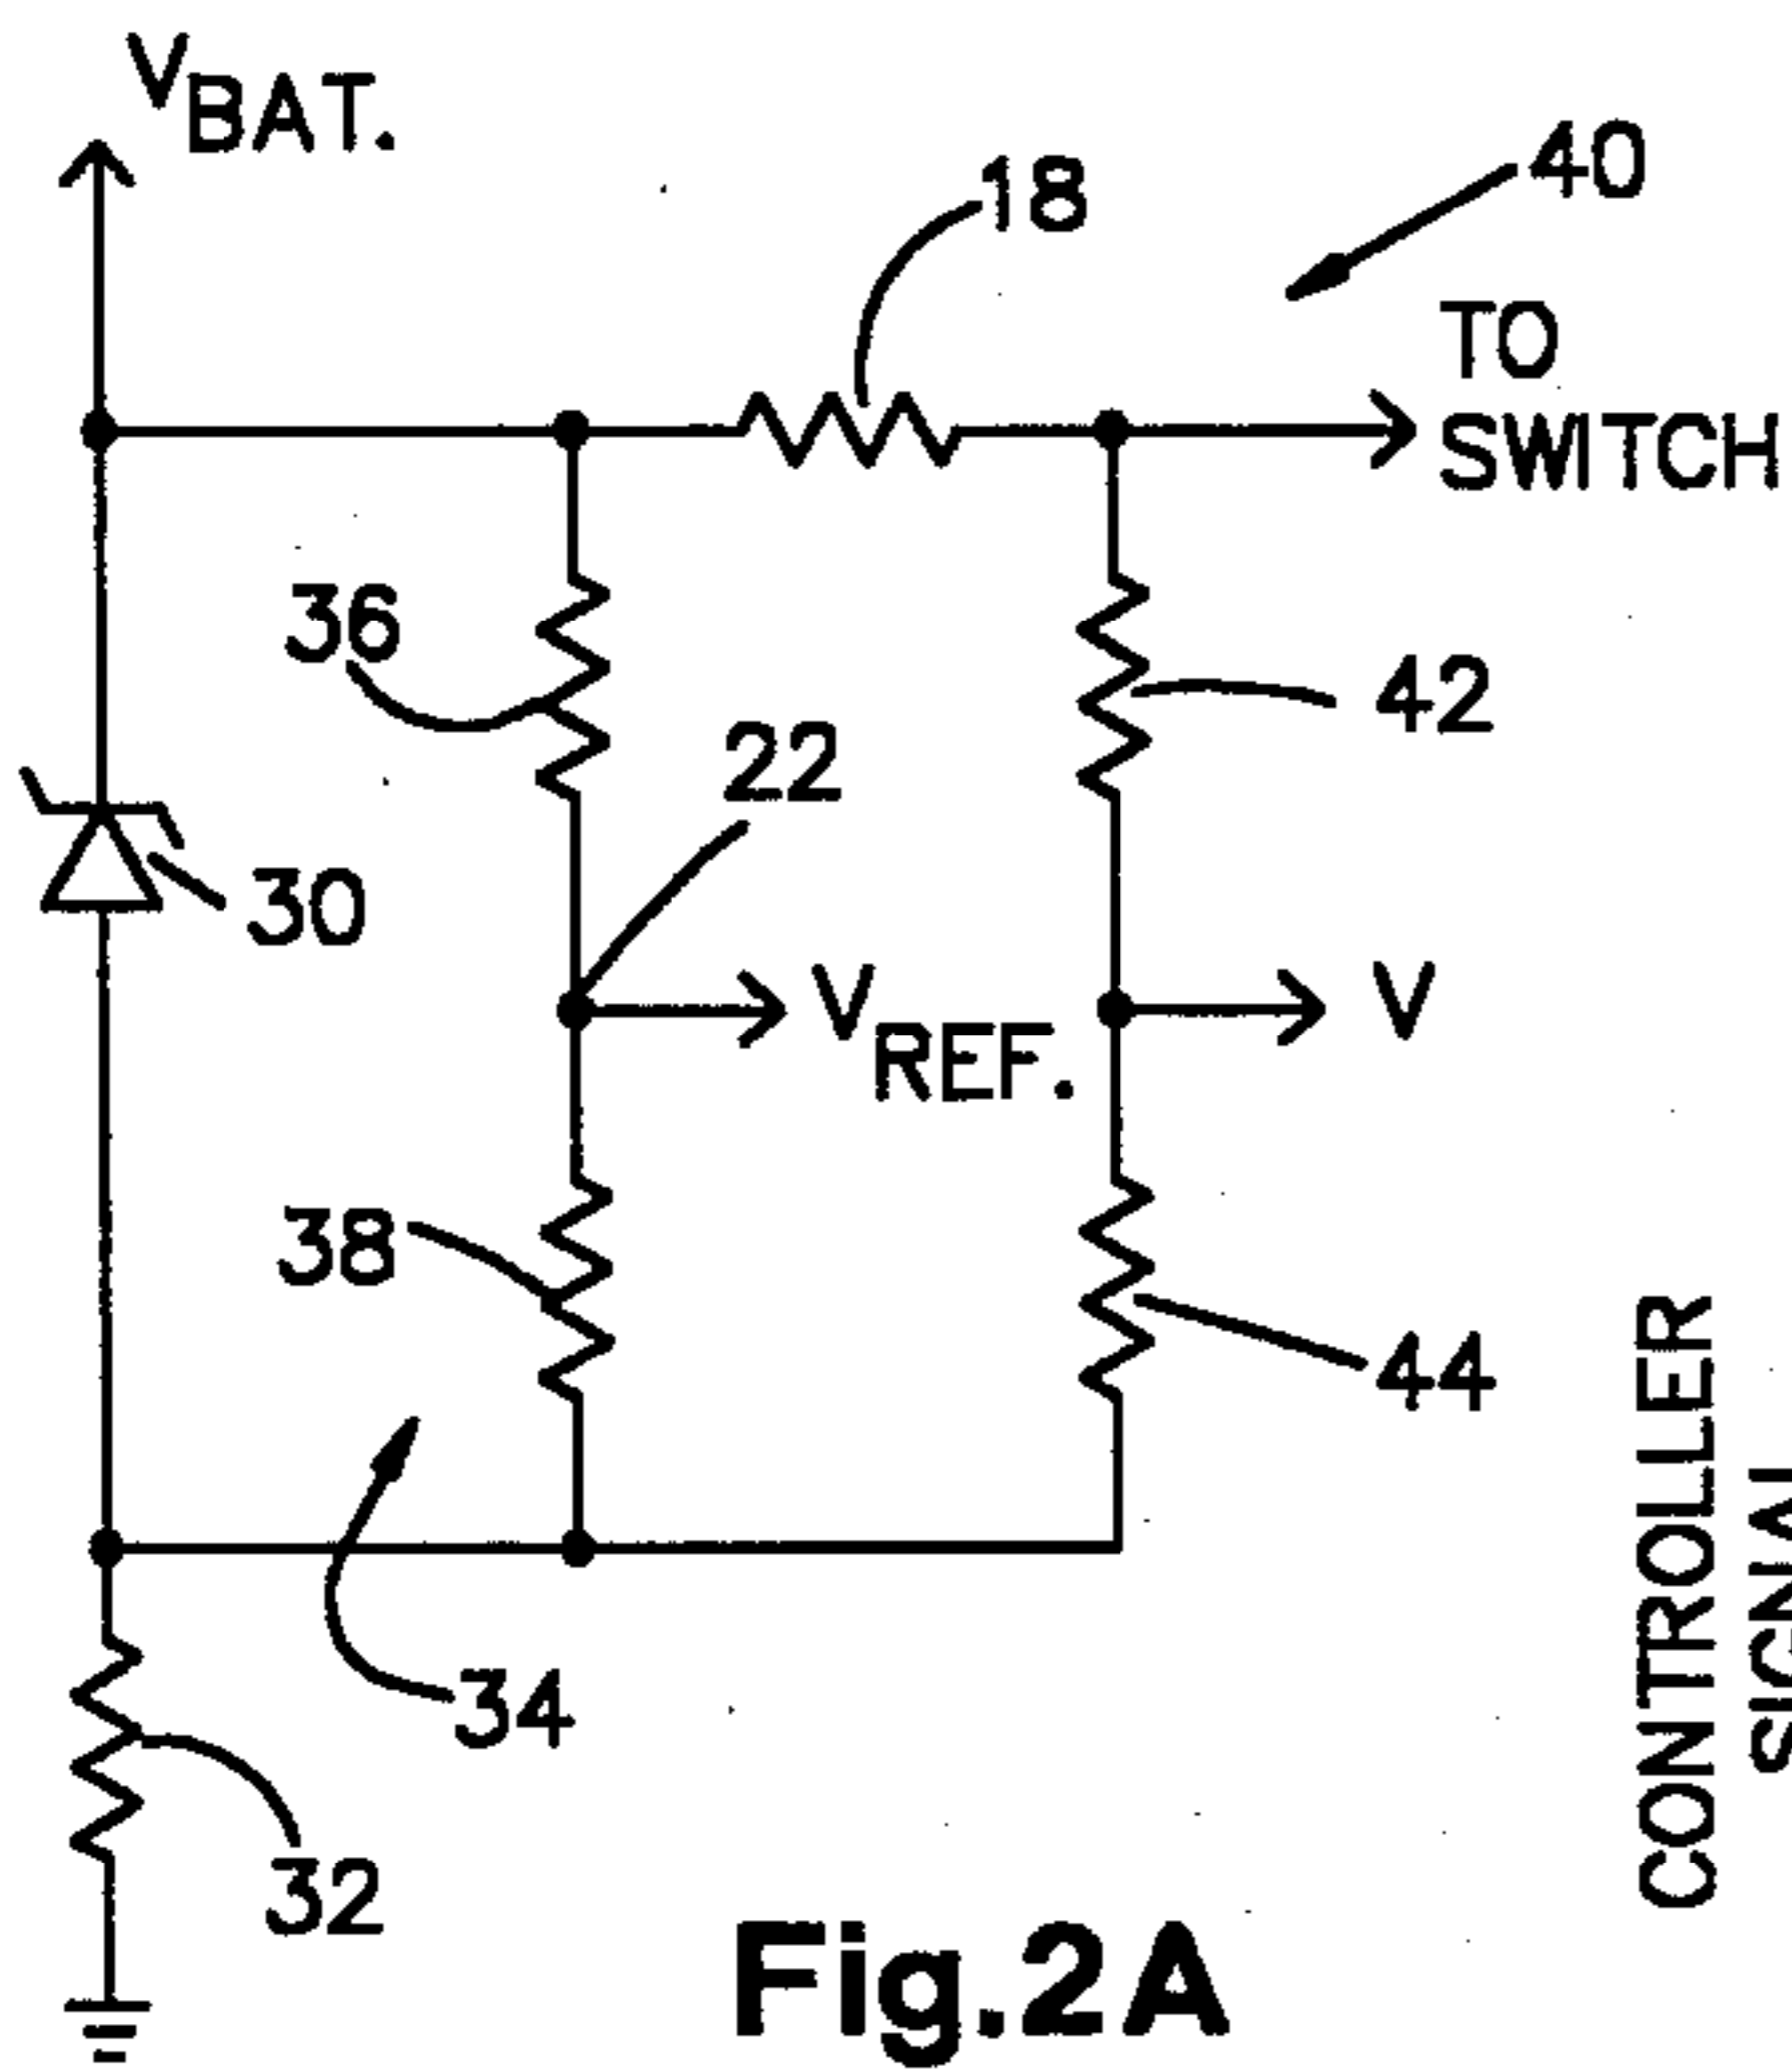 VBAT.
18
40
TO
SWITCH
36
42
22
30
VREF.
V
38
44
34
32
CONTROLLER
Fig.2A